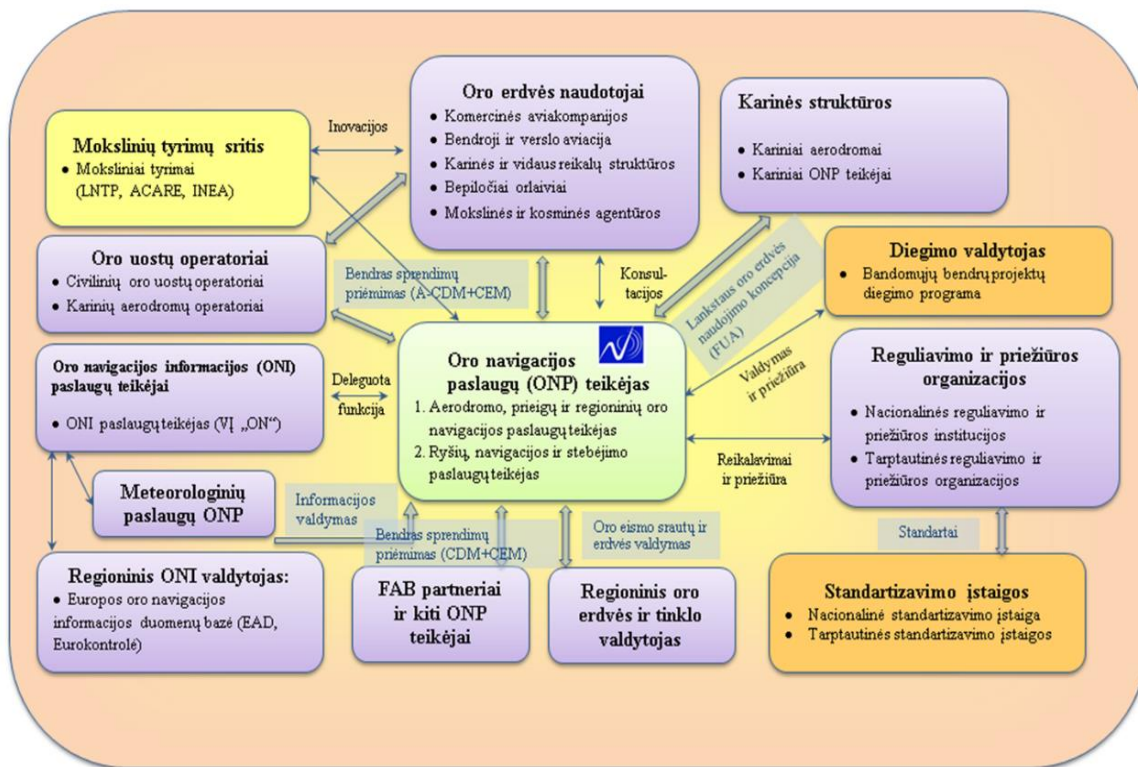 Oro erdvės naudotojai
• Komercinės aviakompanijos
• Bendroji ir verslo aviacija
• Karinės ir vidaus reikalų struktūros
• Bepiločiai orlaiviai
• Mokslinės ir kosminės agentūros
Karinės struktūros
• Kariniai aerodromai
• Kariniai ONP teikėjai
Mokslinių tyrimų sritis
• Moksliniai tyrimai
(LNTP, ACARE, INEA)
Inovacijos
Oro uostų operatoriai
• Civilinių oro uostų operatoriai
• Karinių aerodromų operatoriai
Bendras sprendimų
priėmimas (A-CDM+CEM)
Konsul-
tacijos
Lankstaus oro erdvės
naudojimo koncepcija
(FUA)
Diegimo valdytojas
• Bandomųjų bendrų projektų
diegimo programa
Oro navigacijos informacijos (ONI)
paslaugų teikėjai
• ONI paslaugų teikėjas (VĮ „ON“)
Deleguota
funkcija
Oro navigacijos
paslaugų (ONP) teikėjas
1. Aerodromo, prieigų ir regioninių oro
navigacijos paslaugų teikėjas
2. Ryšių, navigacijos ir stebėjimo
paslaugų teikėjas
Valdymas
ir priežiūra
Reguliavimo ir priežiūros
organizacijos
• Nacionalinės reguliavimo ir
priežiūros institucijos
• Tarptautinės reguliavimo ir
priežiūros organizacijos
Reikalavimai
ir priežiūra
Meteorologinių
paslaugų ONP
Informacijos
valdymas
Bendras sprendimų
priėmimas (CDM+CEM)
Oro eismo srautų ir
erdvės valdymas
Standartai
Regioninis ONI valdytojas:
• Europos oro navigacijos
informacijos duomenų bazė (EAD,
Eurokontrolė)
FAB partneriai
ir kiti ONP
teikėjai
Regioninis oro
erdvės ir tinklo
valdytojas
Standartizavimo įstaigos
• Nacionalinė standartizavimo įstaiga
• Tarptautinės standartizavimo įstaigos